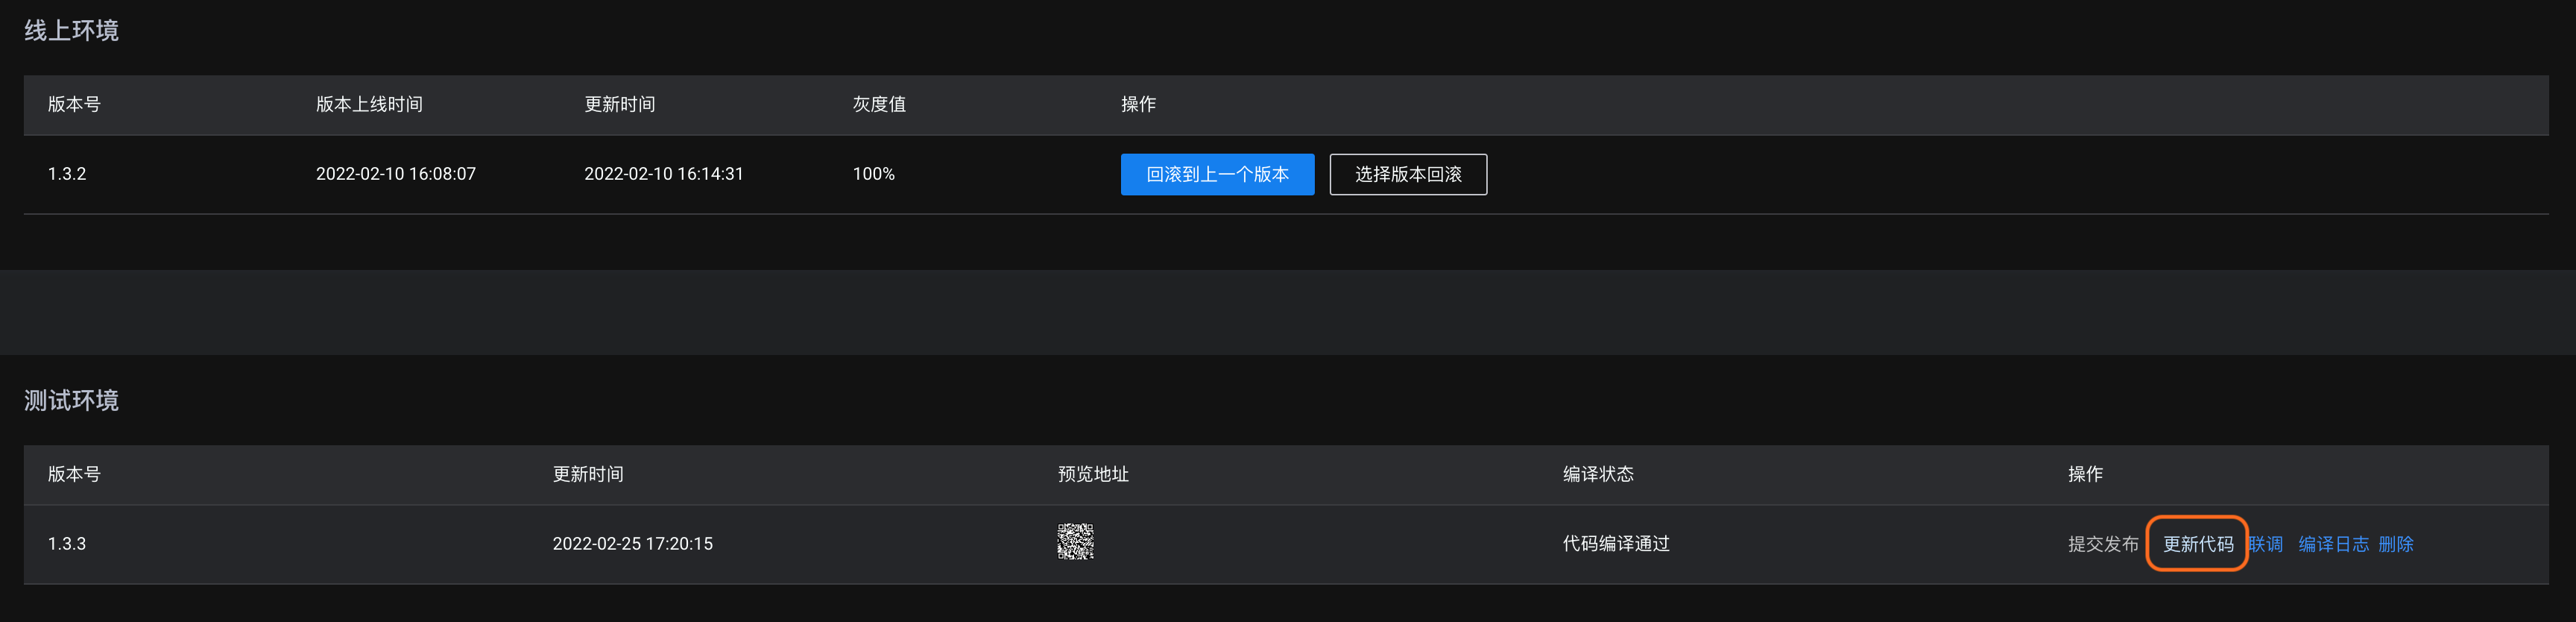 线上环境
版本号 版本上线时间 更新时间 灰度值 操作
1.3.2 2022-02-10 16:08:07 2022-02-10 16:14:31 100% 回滚到上一个版本 选择版本回滚
测试环境
版本号 更新时间 预览地址 编译状态 操作
1.3.3 2022-02-25 17:20:15 代码编译通过 提交发布 更新代码 联调 编译日志 删除